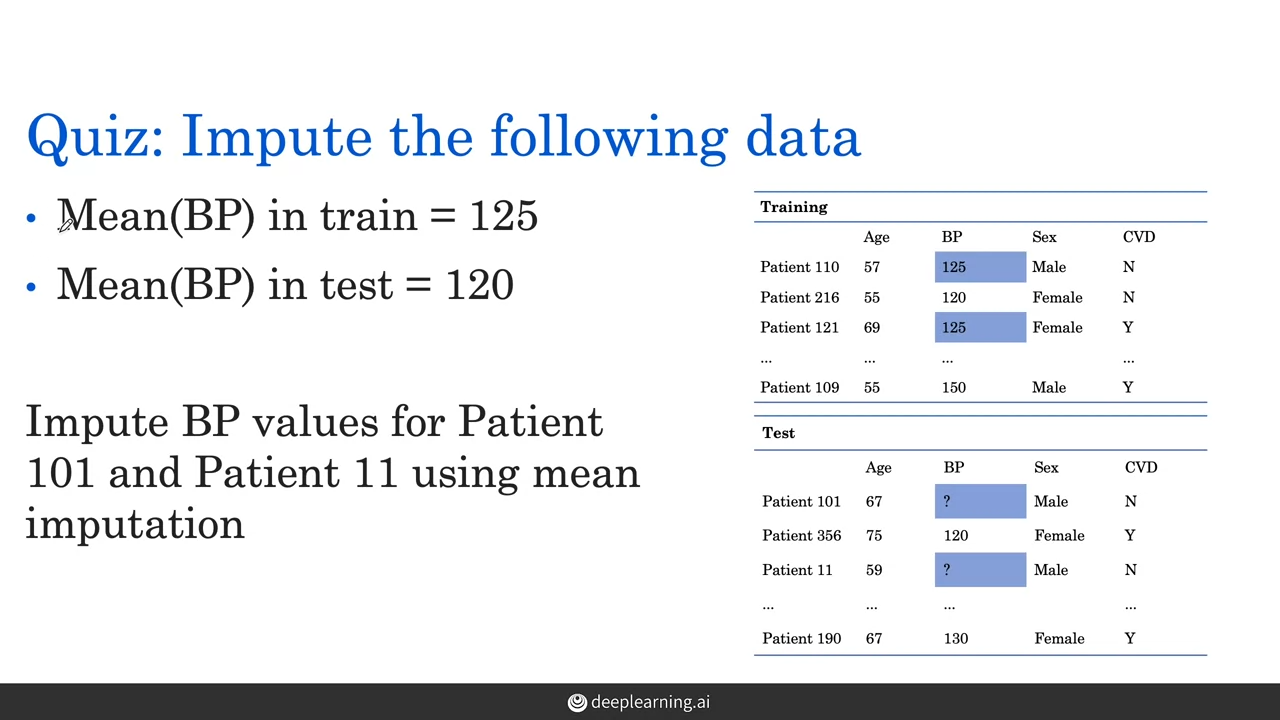 Quiz: Impute the following data
• Mean(BP) in train = 125
• Mean(BP) in test = 120
Impute BP values for Patient
101 and Patient 11 using mean
imputation
Training
Age BP Sex CVD
Patient 110 57 125 Male N
Patient 216 55 120 Female N
Patient 121 69 125 Female Y
... ... ... ...
Patient 109 55 150 Male Y
Test
Age BP Sex CVD
Patient 101 67 ? Male N
Patient 356 75 120 Female Y
Patient 11 59 ? Male N
... ... ... ...
Patient 190 67 130 Female Y
deeplearning.ai